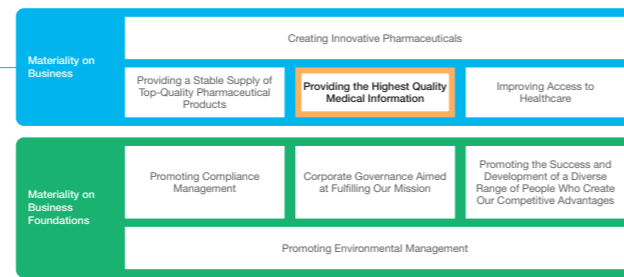 Materiality on
Business
Creating Innovative Pharmaceuticals
Providing a Stable Supply of
Top-Quality Pharmaceutical
Products
Providing the Highest Quality
Medical Information
Improving Access to
Healthcare
Materiality on
Business
Foundations
Promoting Compliance
Management
Corporate Governance Aimed
at Fulfilling Our Mission
Promoting the Success and
Development of a Diverse
Range of People Who Create
Our Competitive Advantages
Promoting Environmental Management